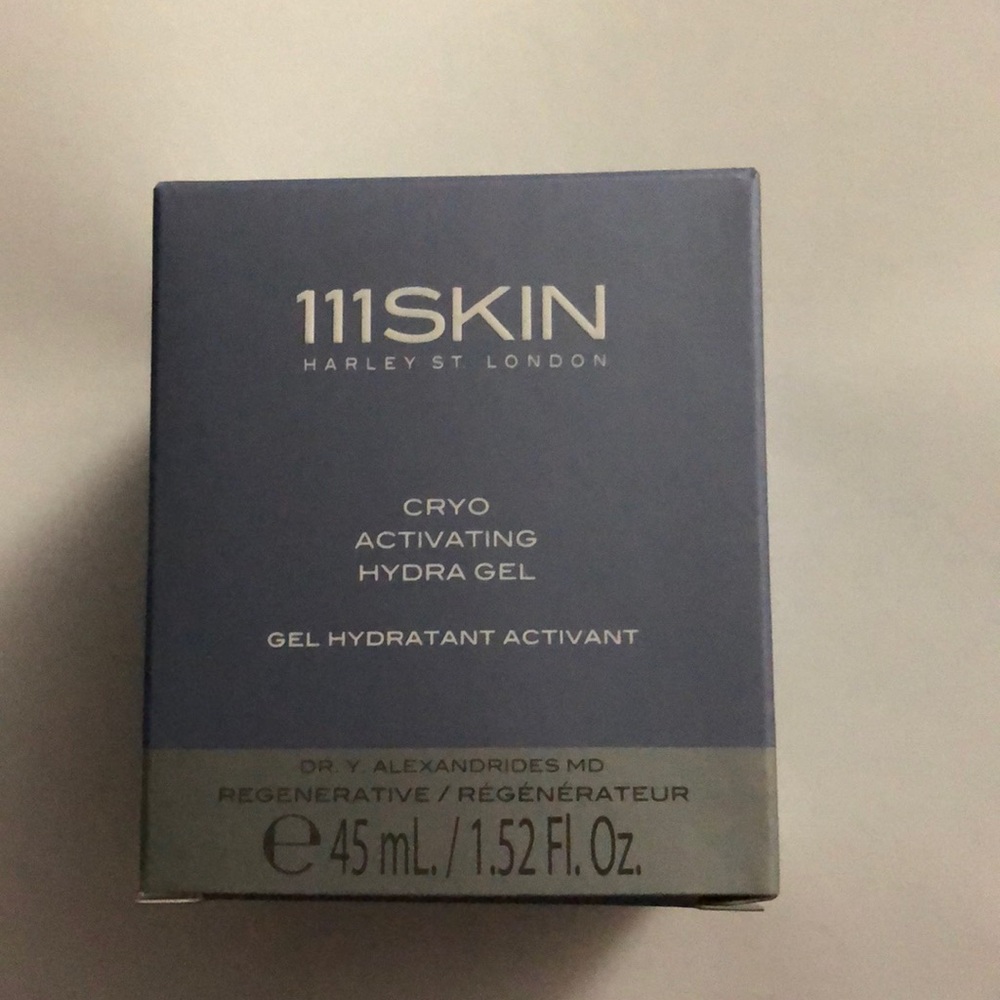 111SKIN
HARLEY ST. LONDON
CRYO
ACTIVATING
HYDRA GEL
GEL HYDRATANT ACTIVANT
DR. Y. ALEXANDRIDES MD
REGENERATIVE / RÉGÉNÉRATEUR
℮ 45 mL. / 1.52 Fl. Oz.